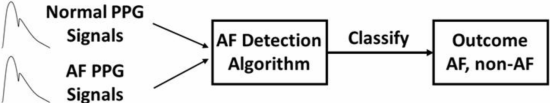 Normal PPG
Signals
AF PPG
Signals
AF Detection
Algorithm
Classify
Outcome
AF, non-AF